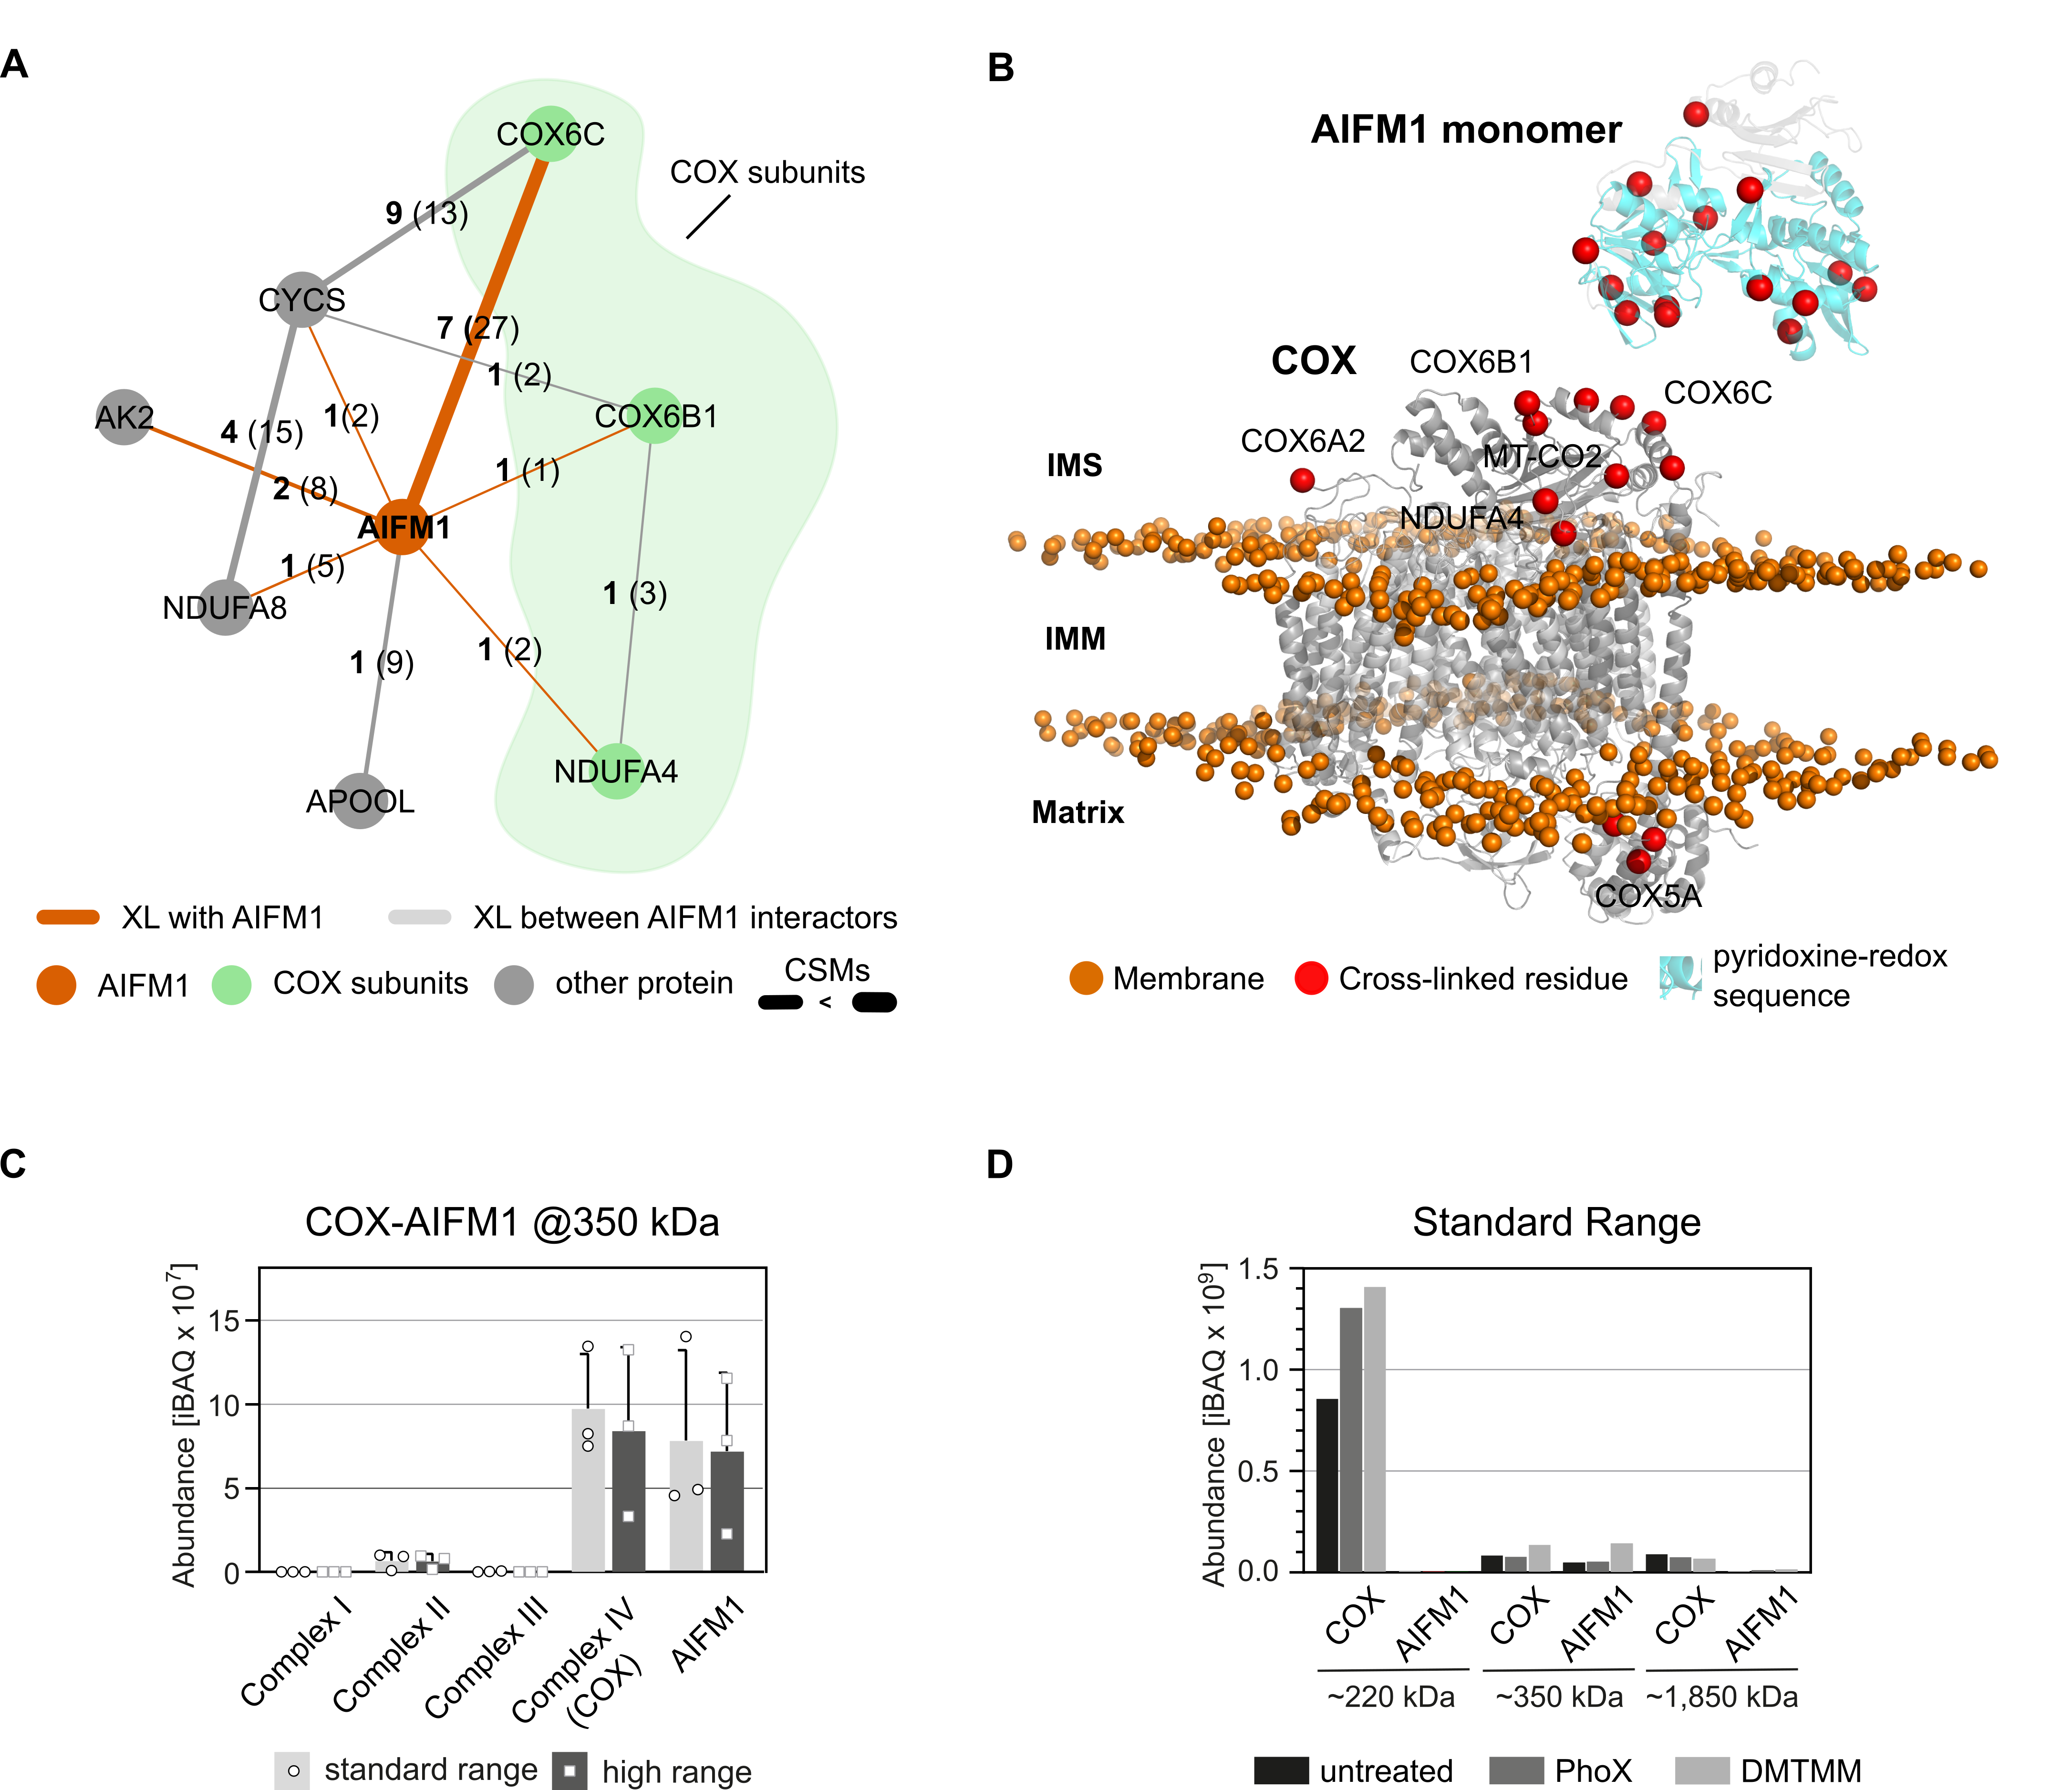 A
COX6C
COX subunits
9 (13)
CYCS
7 (27)
1 (2)
AK2
COX6B1
1(2)
4 (15)
1 (1)
2 (8)
AIFM1
1 (5)
NDUFA8
1 (3)
1 (2)
1 (9)
NDUFA4
APOOL
XL with AIFM1
XL between AIFM1 interactors
AIFM1
COX subunits
other protein
CSMs
<
B
AIFM1 monomer
COX
COX6B1
COX6C
COX6A2
MT-CO2
IMS
NDUFA4
IMM
Matrix
COX5A
Membrane
Cross-linked residue
pyridoxine-redox
sequence
C
COX-AIFM1 @350 kDa
Abundance [iBAQ x 10⁷]
15
10
5
0
Complex I
Complex II
Complex III
Complex IV
(COX)
AIFM1
standard range
high range
D
Standard Range
Abundance [iBAQ x 10⁹]
1.5
1.0
0.5
0.0
COX
AIFM1
COX
AIFM1
COX
AIFM1
~220 kDa
~350 kDa
~1,850 kDa
untreated
PhoX
DMTMM